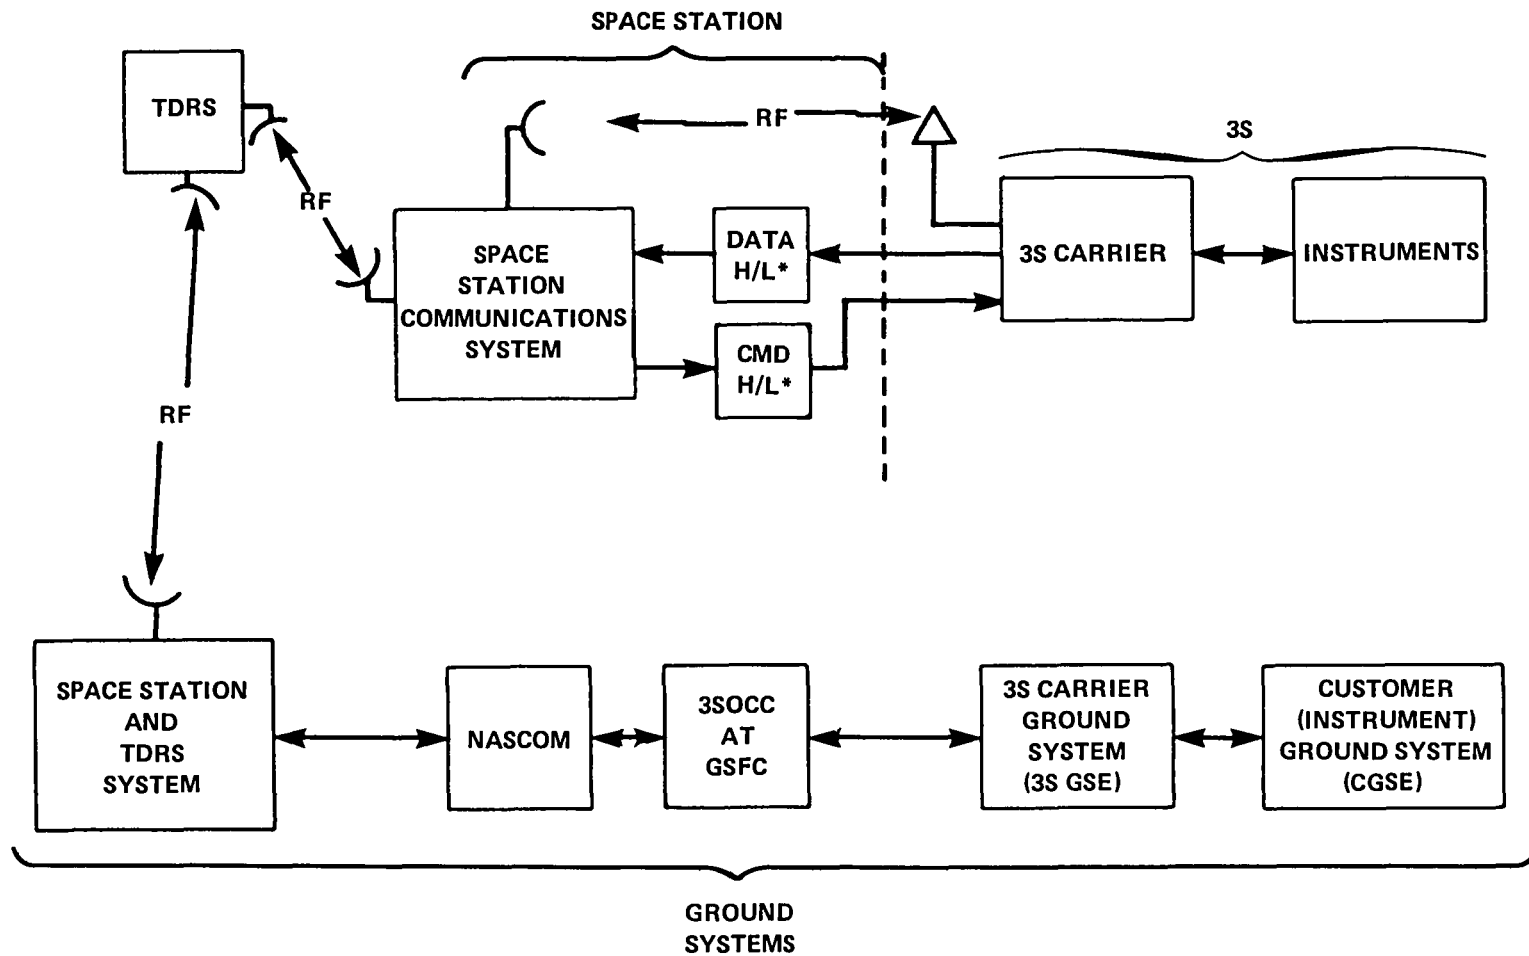 SPACE STATION
TDRS
RF
3S
RF
SPACE
STATION
COMMUNICATIONS
SYSTEM
DATA
H/L*
CMD
H/L*
3S CARRIER
INSTRUMENTS
RF
SPACE STATION
AND
TDRS
SYSTEM
NASCOM
3SOCC
AT
GSFC
3S CARRIER
GROUND
SYSTEM
(3S GSE)
CUSTOMER
(INSTRUMENT)
GROUND SYSTEM
(CGSE)
GROUND
SYSTEMS